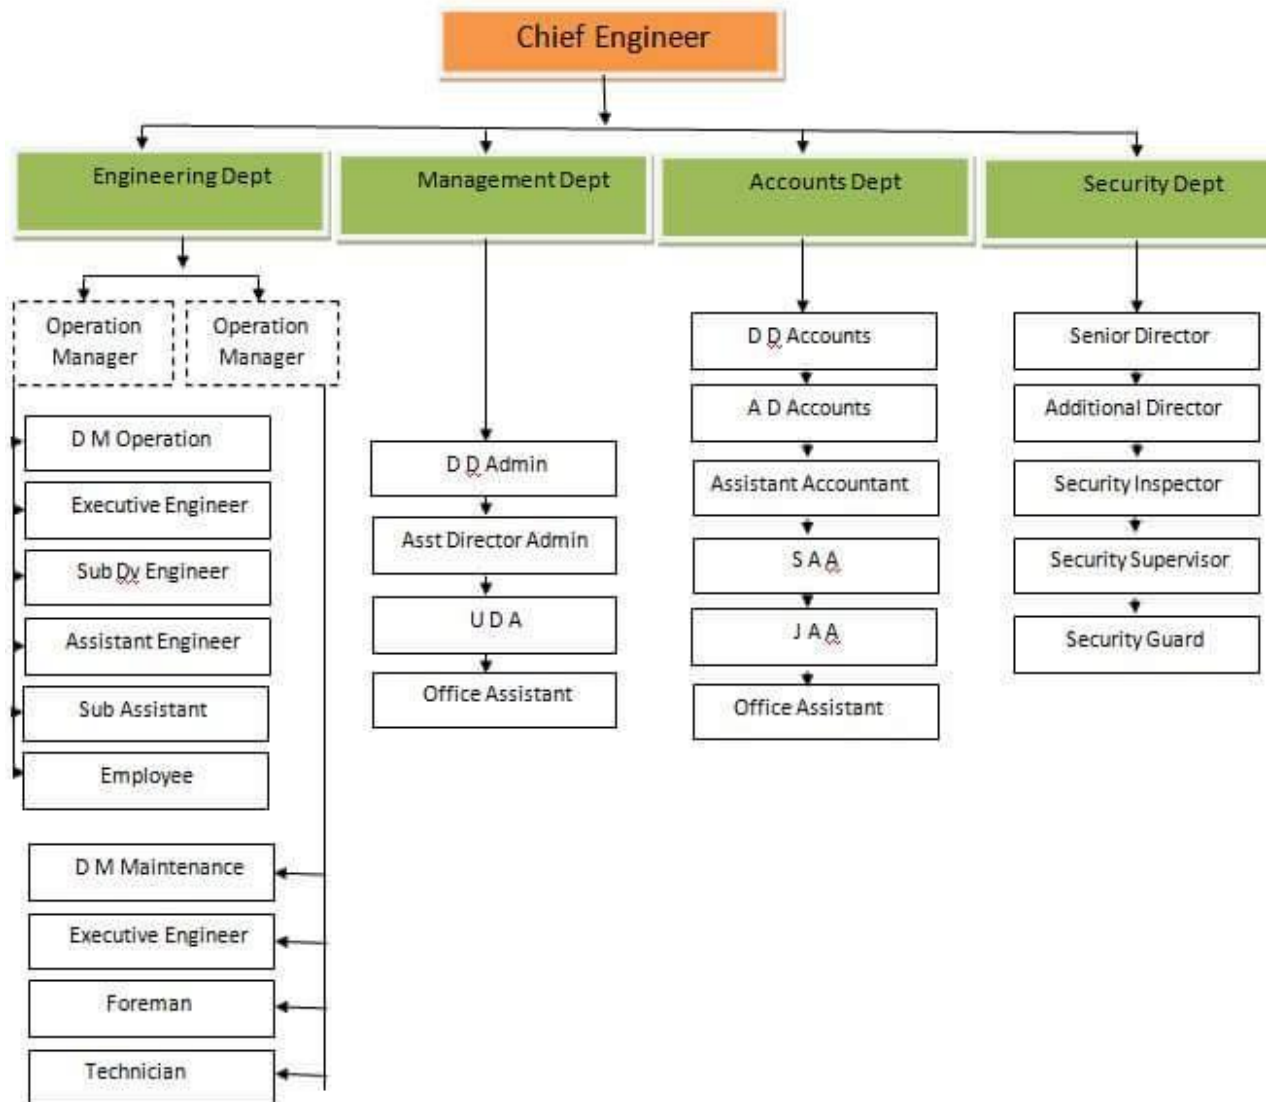 Chief Engineer
Engineering Dept
Management Dept
Accounts Dept
Security Dept
Operation
Manager
Operation
Manager
D M Operation
Executive Engineer
Sub Dy Engineer
Assistant Engineer
Sub Assistant
Employee
D M Maintenance
Executive Engineer
Foreman
Technician
D D Admin
Asst Director Admin
U D A
Office Assistant
D D Accounts
A D Accounts
Assistant Accountant
S A A
J A A
Office Assistant
Senior Director
Additional Director
Security Inspector
Security Supervisor
Security Guard